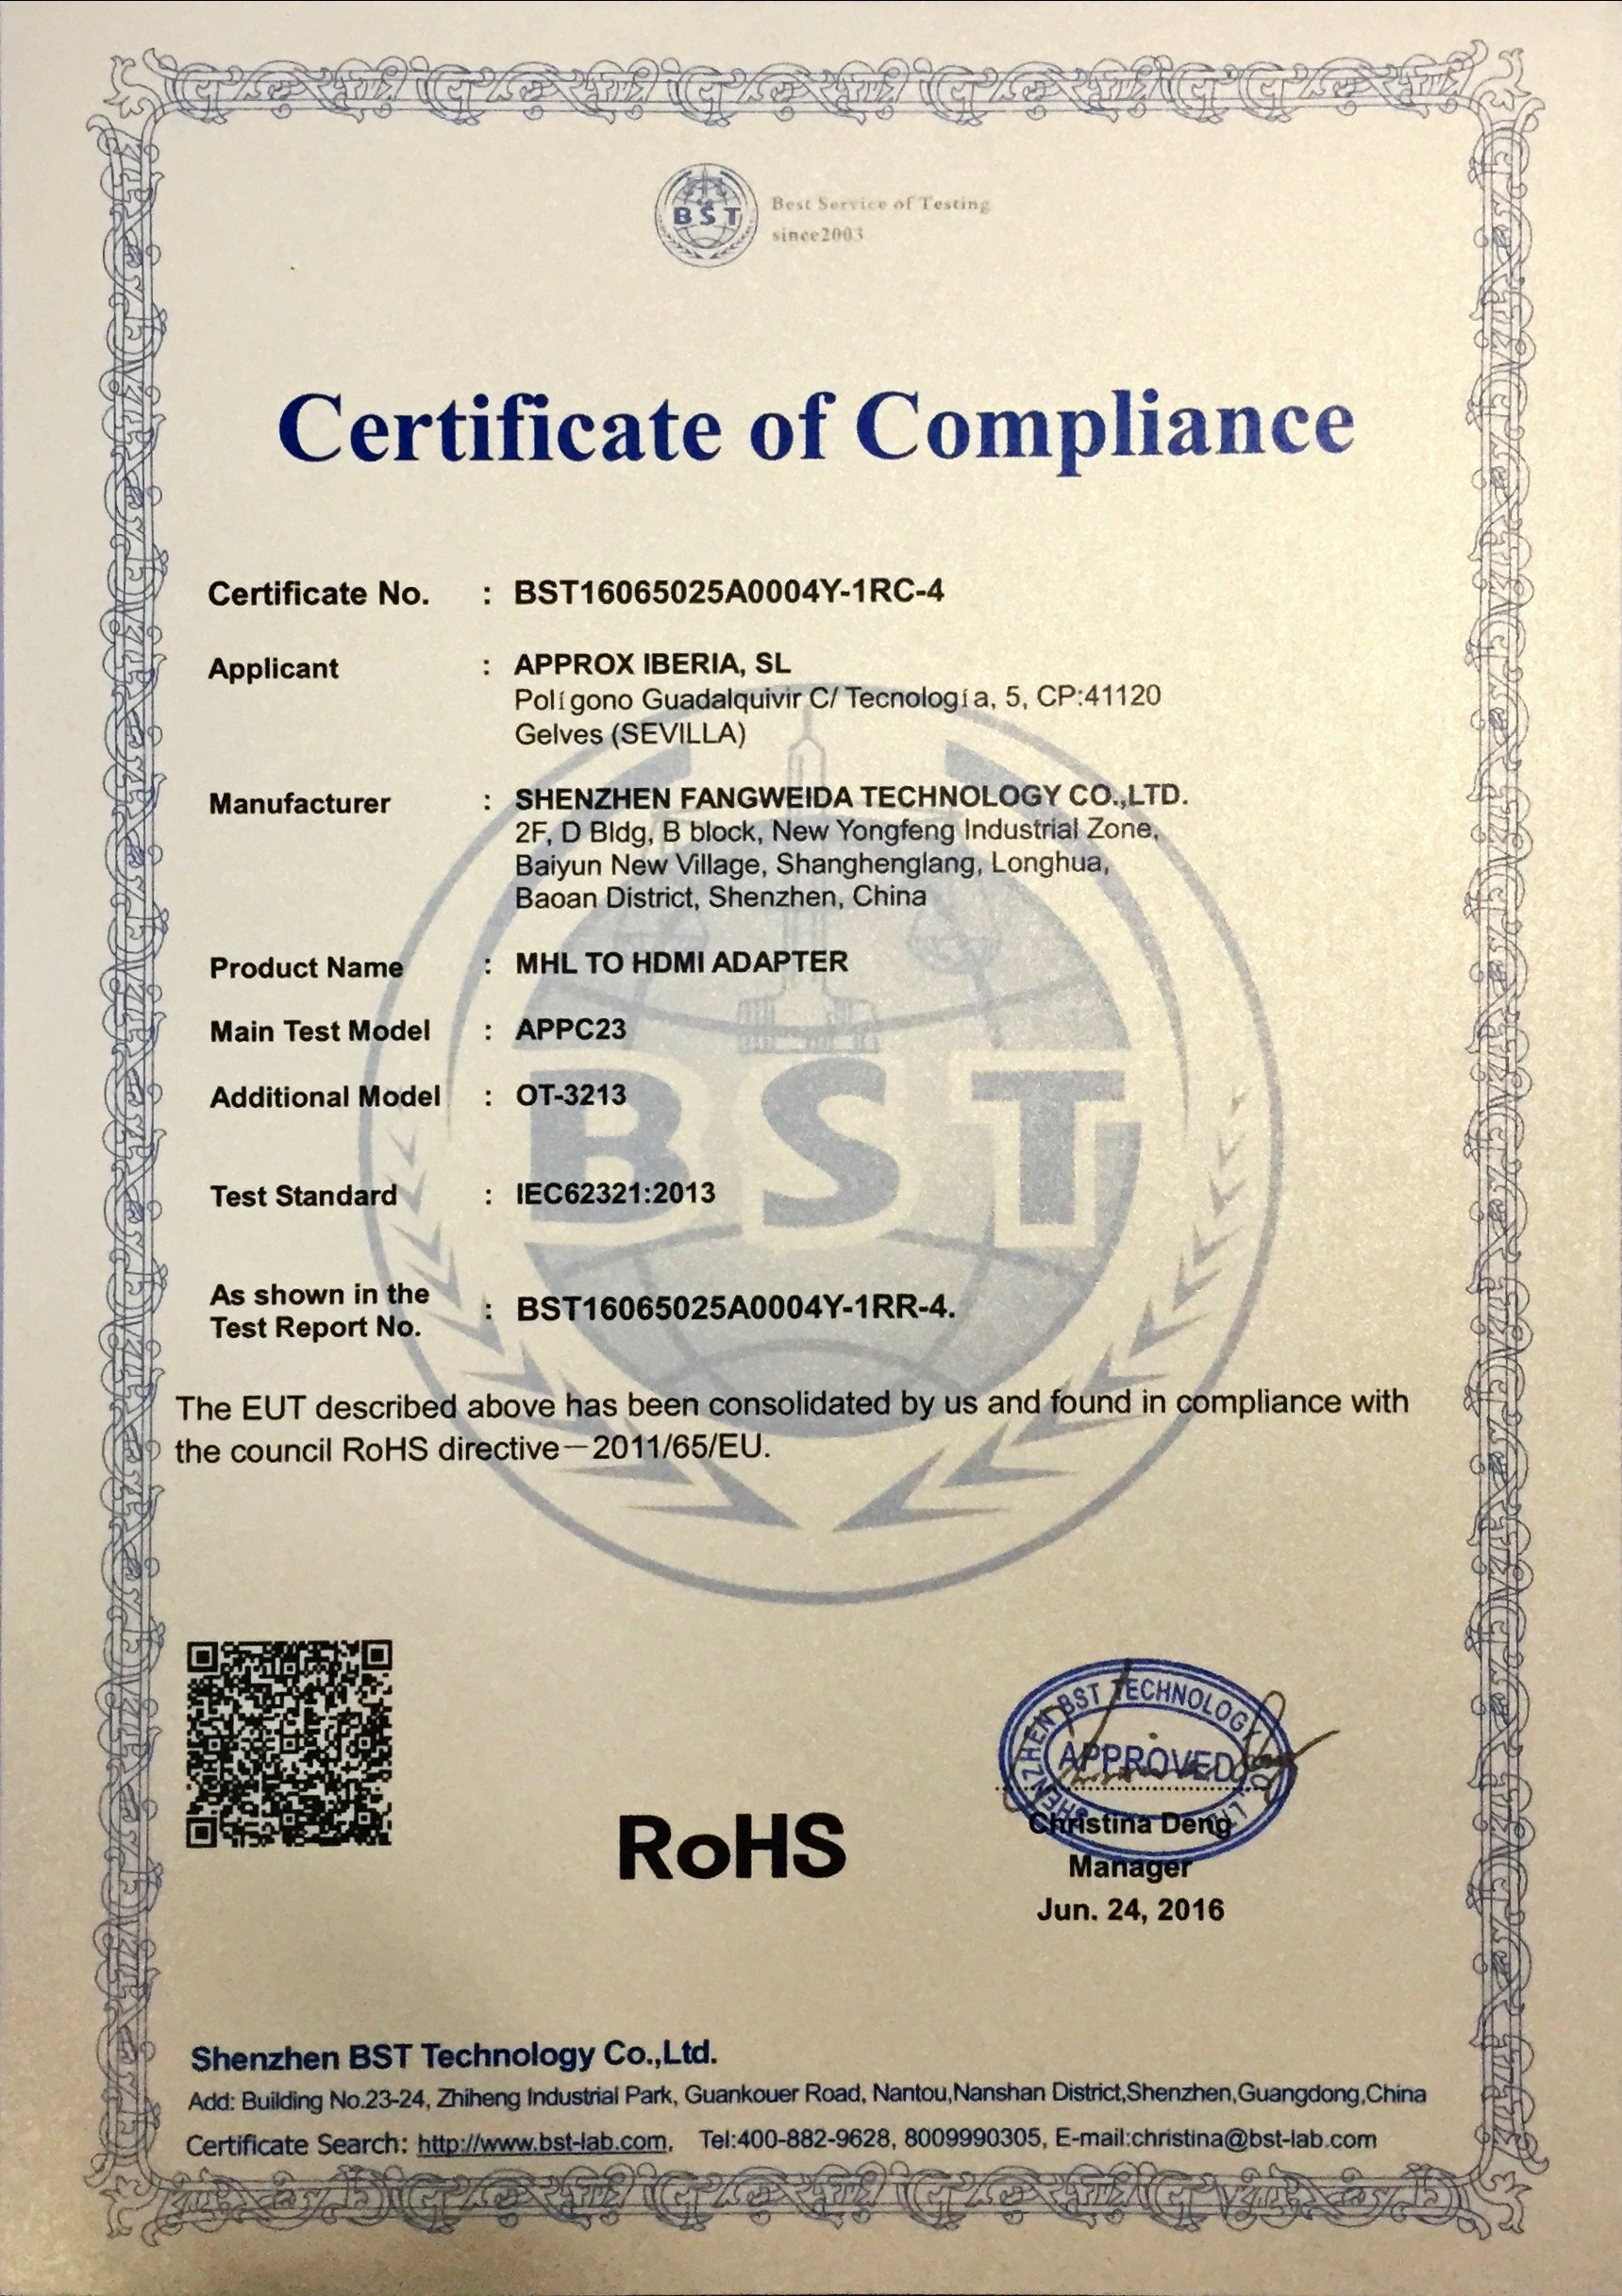 BST
Best Service of Testing
since2003
Certificate of Compliance
Certificate No. : BST16065025A0004Y-1RC-4
Applicant : APPROX IBERIA, SL
Polígono Guadalquivir C/ Tecnología, 5, CP:41120
Gelves (SEVILLA)
Manufacturer : SHENZHEN FANGWEIDA TECHNOLOGY CO.,LTD.
2F, D Bldg, B block, New Yongfeng Industrial Zone,
Baiyun New Village, Shanghenglang, Longhua,
Baoan District, Shenzhen, China
Product Name : MHL TO HDMI ADAPTER
Main Test Model : APPC23
Additional Model : OT-3213
BST
Test Standard : IEC62321:2013
As shown in the
Test Report No. : BST16065025A0004Y-1RR-4.
The EUT described above has been consolidated by us and found in compliance with
the council RoHS directive－2011/65/EU.
SHENZHEN BST TECHNOLOGY CO., LTD.
APPROVED
RoHS
Christina Deng
Manager
Jun. 24, 2016
Shenzhen BST Technology Co.,Ltd.
Add: Building No.23-24, Zhiheng Industrial Park, Guankouer Road, Nantou,Nanshan District,Shenzhen,Guangdong,China
Certificate Search: http://www.bst-lab.com, Tel:400-882-9628, 8009990305, E-mail:christina@bst-lab.com